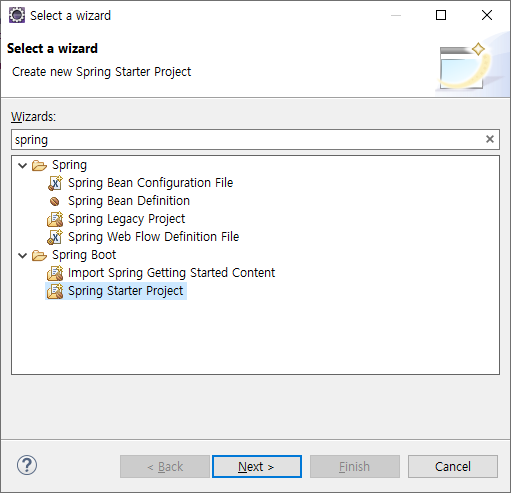 Select a wizard
Select a wizard
Create new Spring Starter Project
Wizards:
spring
Spring
Spring Bean Configuration File
Spring Bean Definition
Spring Legacy Project
Spring Web Flow Definition File
Spring Boot
Import Spring Getting Started Content
Spring Starter Project
? < Back Next > Finish Cancel